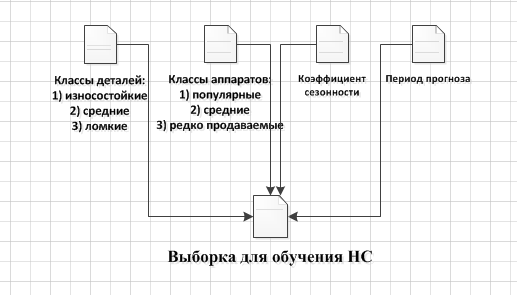 Классы деталей:
1) износостойкие
2) средние
3) ломкие
Классы аппаратов:
1) популярные
2) средние
3) редко продаваемые
Коэффициент
сезонности
Период прогноза
Выборка для обучения НС